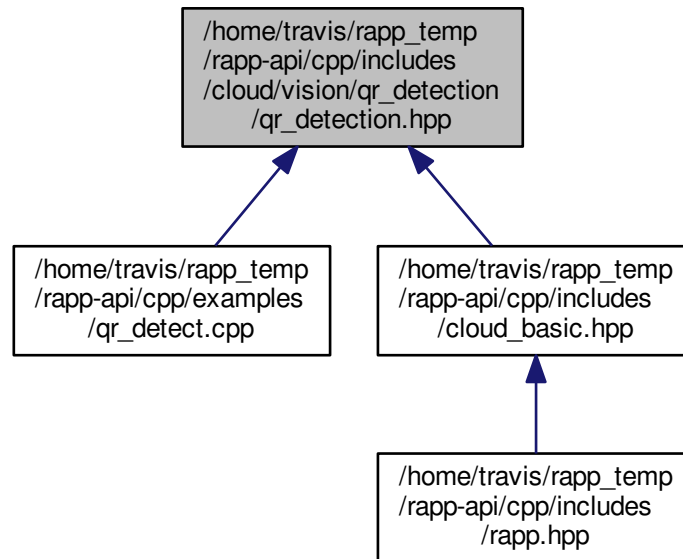 /home/travis/rapp_temp
/rapp-api/cpp/includes
/cloud/vision/qr_detection
/qr_detection.hpp
/home/travis/rapp_temp
/rapp-api/cpp/examples
/qr_detect.cpp
/home/travis/rapp_temp
/rapp-api/cpp/includes
/cloud_basic.hpp
/home/travis/rapp_temp
/rapp-api/cpp/includes
/rapp.hpp